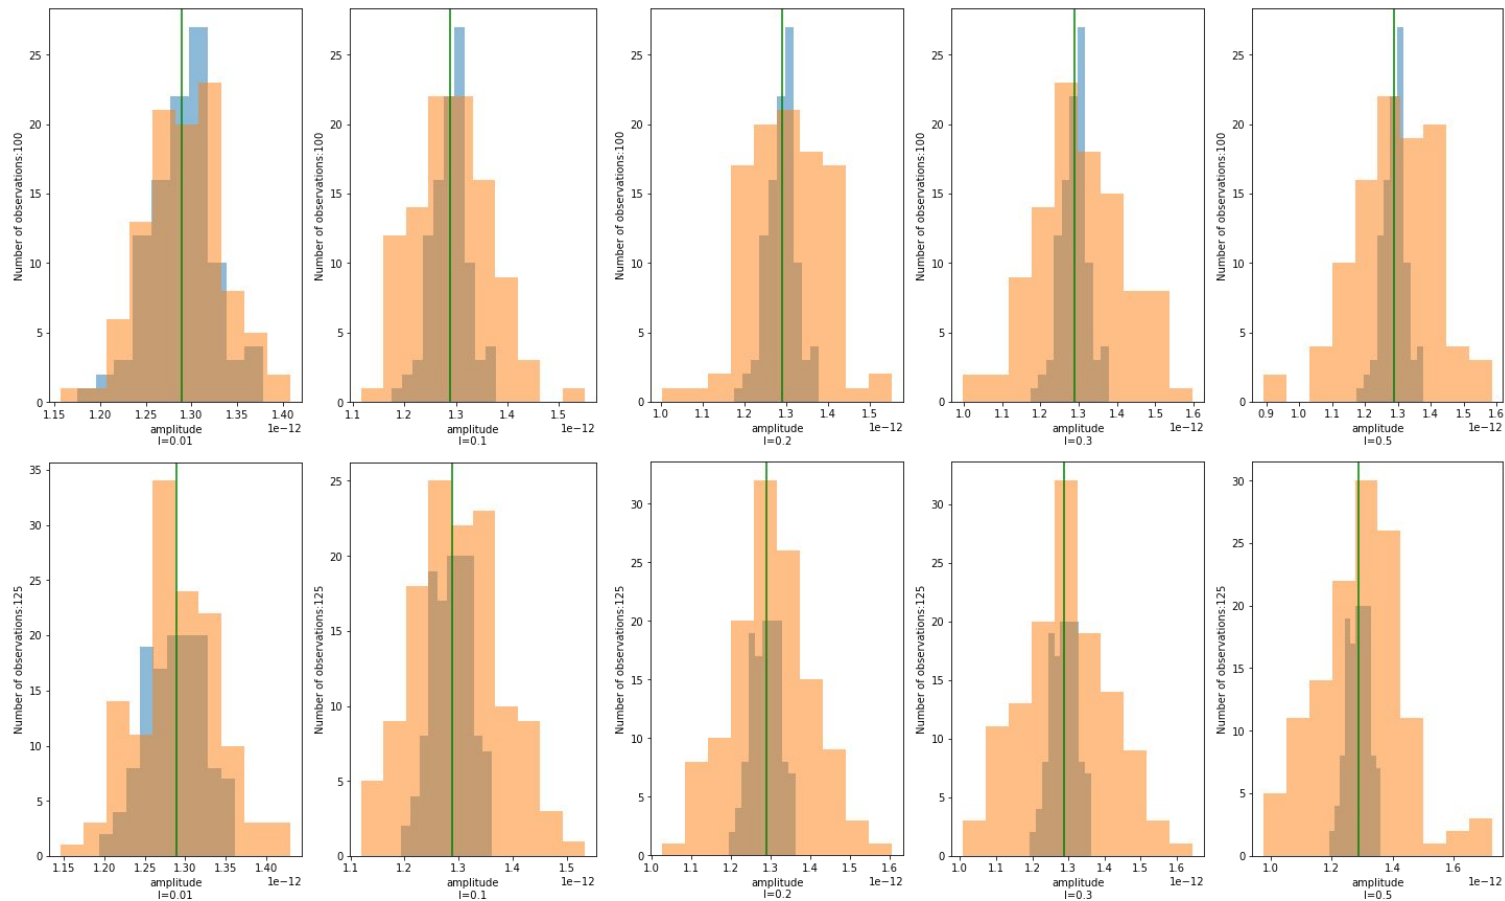 25
20
15
10
5
0
Number of observations:100
1.15 1.20 1.25 1.30 1.35 1.40
amplitude 1e−12
l=0.01
25
20
15
10
5
0
Number of observations:100
1.1 1.2 1.3 1.4 1.5
amplitude 1e−12
l=0.1
25
20
15
10
5
0
Number of observations:100
1.0 1.1 1.2 1.3 1.4 1.5
amplitude 1e−12
l=0.2
25
20
15
10
5
0
Number of observations:100
1.0 1.1 1.2 1.3 1.4 1.5 1.6
amplitude 1e−12
l=0.3
25
20
15
10
5
0
Number of observations:100
0.9 1.0 1.1 1.2 1.3 1.4 1.5 1.6
amplitude 1e−12
l=0.5
35
30
25
20
15
10
5
0
Number of observations:125
1.15 1.20 1.25 1.30 1.35 1.40
amplitude 1e−12
l=0.01
25
20
15
10
5
0
Number of observations:125
1.2 1.3 1.4 1.5
amplitude 1e−12
l=0.1
30
25
20
15
10
5
0
Number of observations:125
1.0 1.1 1.2 1.3 1.4 1.5 1.6
amplitude 1e−12
l=0.2
30
25
20
15
10
5
0
Number of observations:125
1.0 1.1 1.2 1.3 1.4 1.5 1.6
amplitude 1e−12
l=0.3
30
25
20
15
10
5
0
Number of observations:125
1.0 1.2 1.4 1.6
amplitude 1e−12
l=0.5